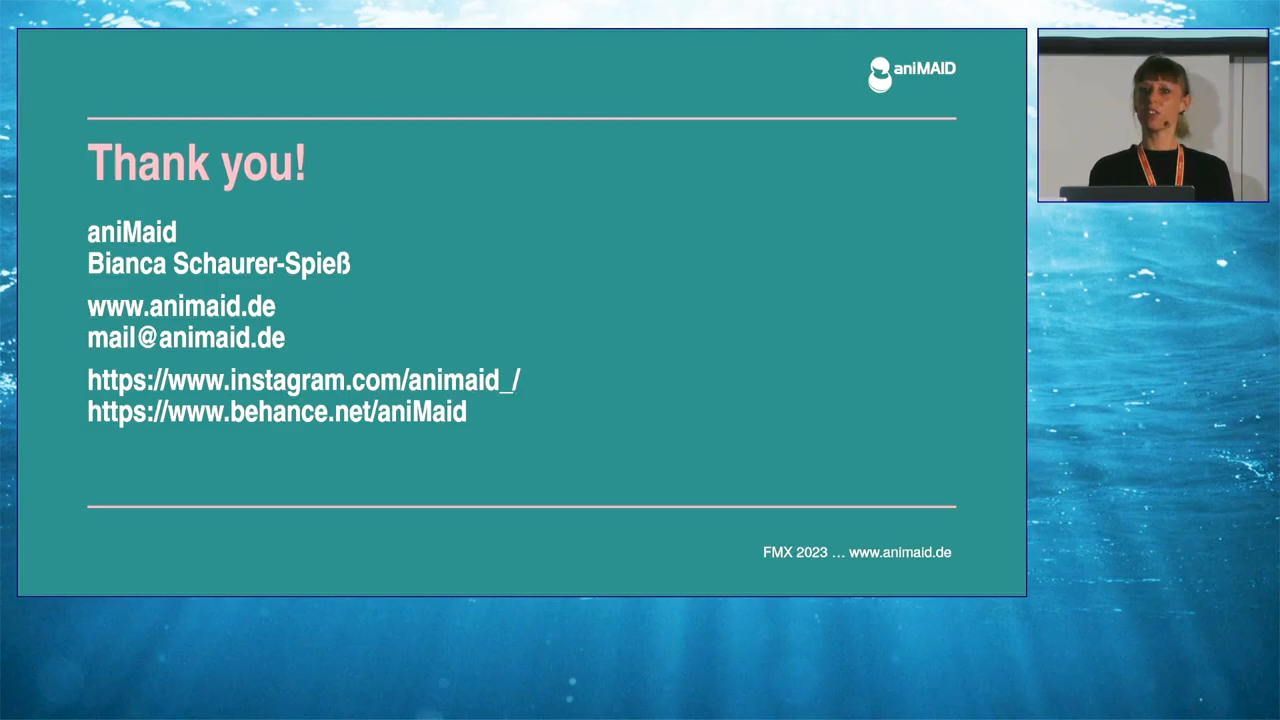 aniMAID
Thank you!
aniMaid
Bianca Schaurer-Spieß
www.animaid.de
mail@animaid.de
https://www.instagram.com/animaid_/
https://www.behance.net/aniMaid
FMX 2023 ... www.animaid.de